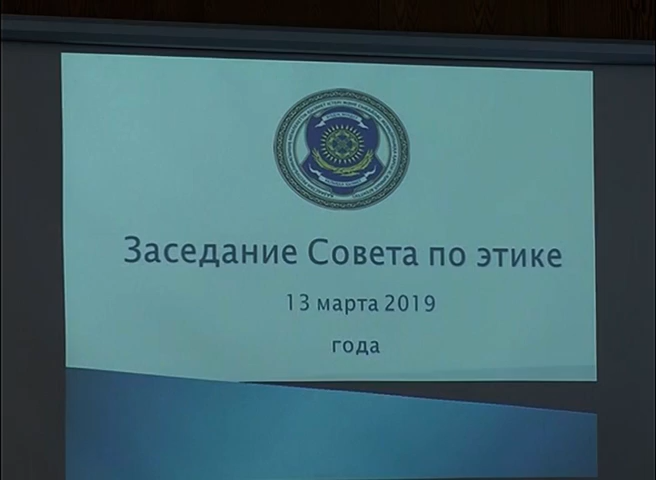 Заседание Совета по этике
13 марта 2019
года